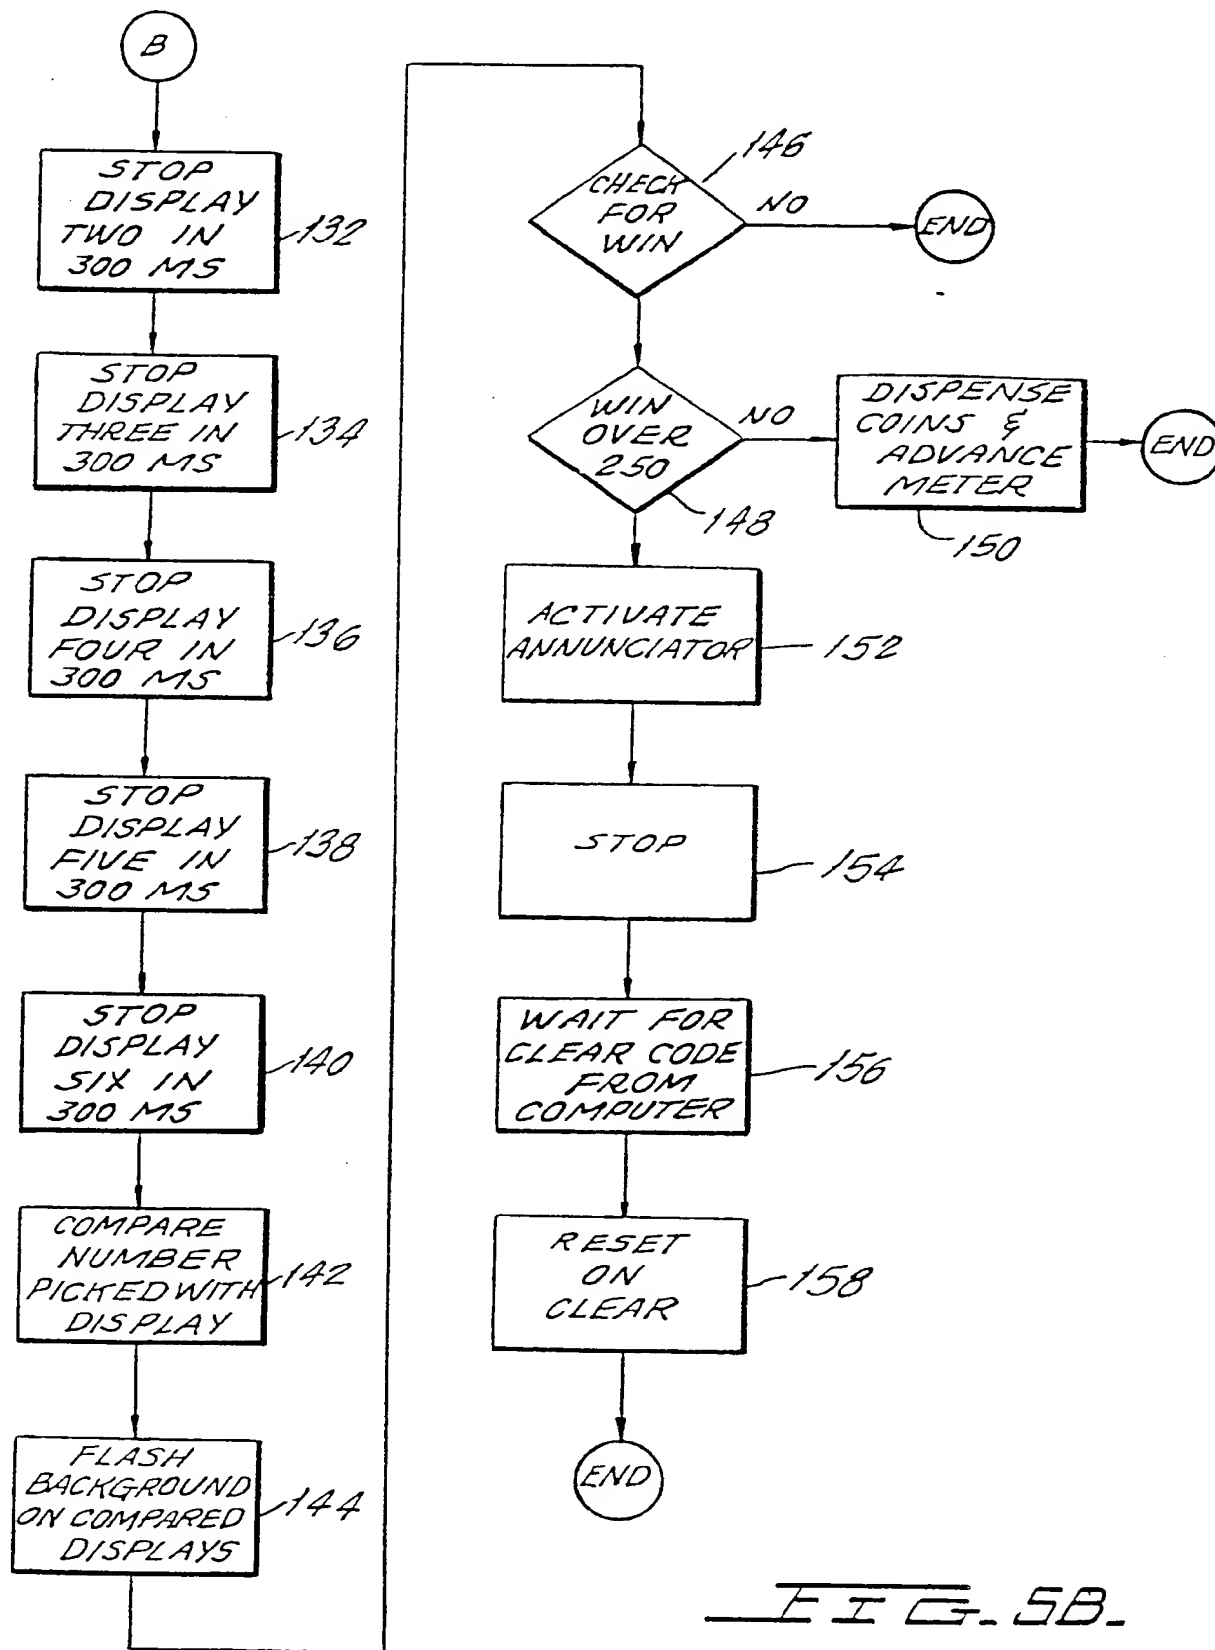 B
STOP
DISPLAY
TWO IN
300 MS
132
STOP
DISPLAY
THREE IN
300 MS
134
STOP
DISPLAY
FOUR IN
300 MS
136
STOP
DISPLAY
FIVE IN
300 MS
138
STOP
DISPLAY
SIX IN
300 MS
140
COMPARE
NUMBER
PICKED WITH
DISPLAY
142
FLASH
BACKGROUND
ON COMPARED
DISPLAYS
144
CHECK
FOR
WIN
146
NO
END
WIN
OVER
250
148
NO
DISPENSE
COINS &
ADVANCE
METER
150
END
ACTIVATE
ANNUNCIATOR
152
STOP
154
WAIT FOR
CLEAR CODE
FROM
COMPUTER
156
RESET
ON
CLEAR
158
END
FIG. 5B.